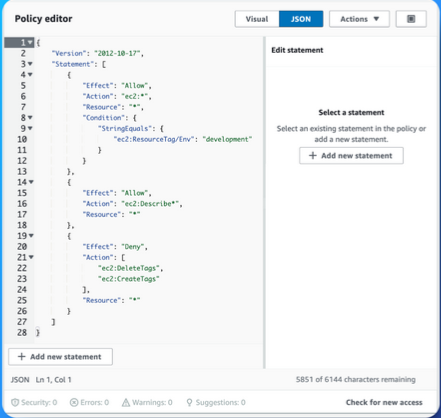 Policy editor
Visual
JSON
Actions
1 {
2 "Version": "2012-10-17",
3 "Statement": [
4 {
5 "Effect": "Allow",
6 "Action": "ec2:*",
7 "Resource": "*",
8 "Condition": {
9 "StringEquals": {
10 "ec2:ResourceTag/Env": "development"
11 }
12 }
13 },
14 {
15 "Effect": "Allow",
16 "Action": "ec2:Describe*",
17 "Resource": "*"
18 },
19 {
20 "Effect": "Deny",
21 "Action": [
22 "ec2:DeleteTags",
23 "ec2:CreateTags"
24 ],
25 "Resource": "*"
26 }
27 ]
28 }
Edit statement
Select a statement
Select an existing statement in the policy or
add a new statement.
+ Add new statement
+ Add new statement
JSON Ln 1, Col 1
5851 of 6144 characters remaining
Security: 0
Errors: 0
Warnings: 0
Suggestions: 0
Check for new access